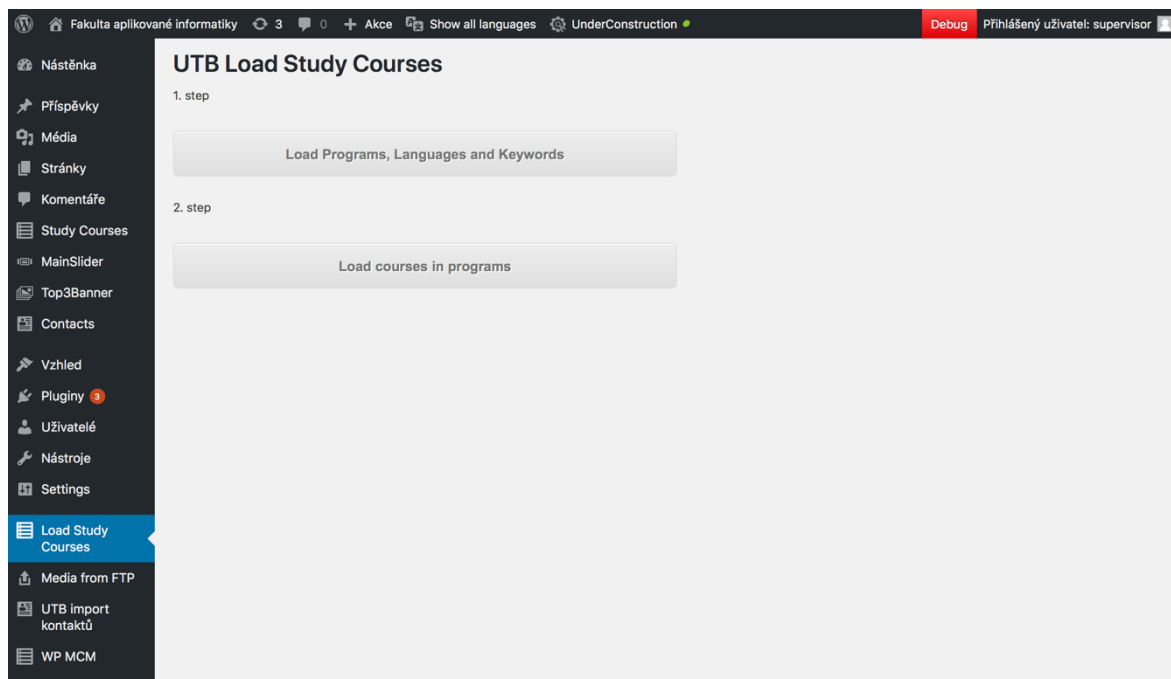 Fakulta aplikované informatiky 3 0 Akce Show all languages UnderConstruction Debug Přihlášený uživatel: supervisor
Nástěnka
Příspěvky
Média
Stránky
Komentáře
Study Courses
MainSlider
Top3Banner
Contacts
Vzhled
Pluginy 3
Uživatelé
Nástroje
Settings
Load Study
Courses
Media from FTP
UTB import
kontaktů
WP MCM
UTB Load Study Courses
1. step
Load Programs, Languages and Keywords
2. step
Load courses in programs